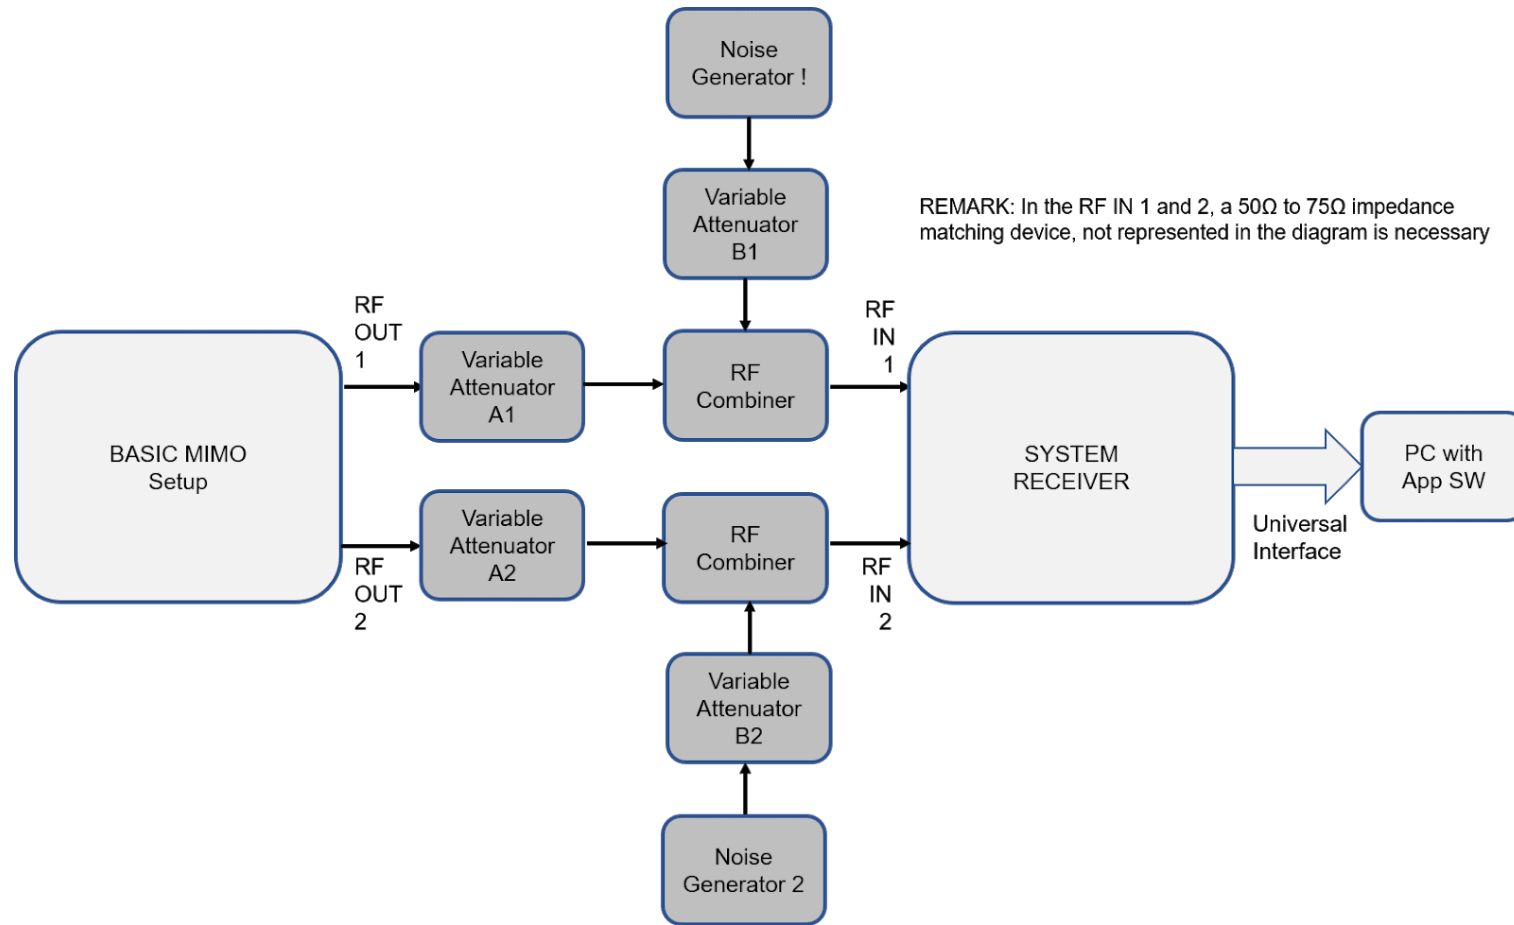 Noise
Generator !
Variable
Attenuator
B1
REMARK: In the RF IN 1 and 2, a 50Ω to 75Ω impedance
matching device, not represented in the diagram is necessary
RF
OUT
1
RF
IN
1
Variable
Attenuator
A1
RF
Combiner
BASIC MIMO
Setup
SYSTEM
RECEIVER
PC with
App SW
Variable
Attenuator
A2
RF
Combiner
Universal
Interface
RF
OUT
2
RF
IN
2
Variable
Attenuator
B2
Noise
Generator 2